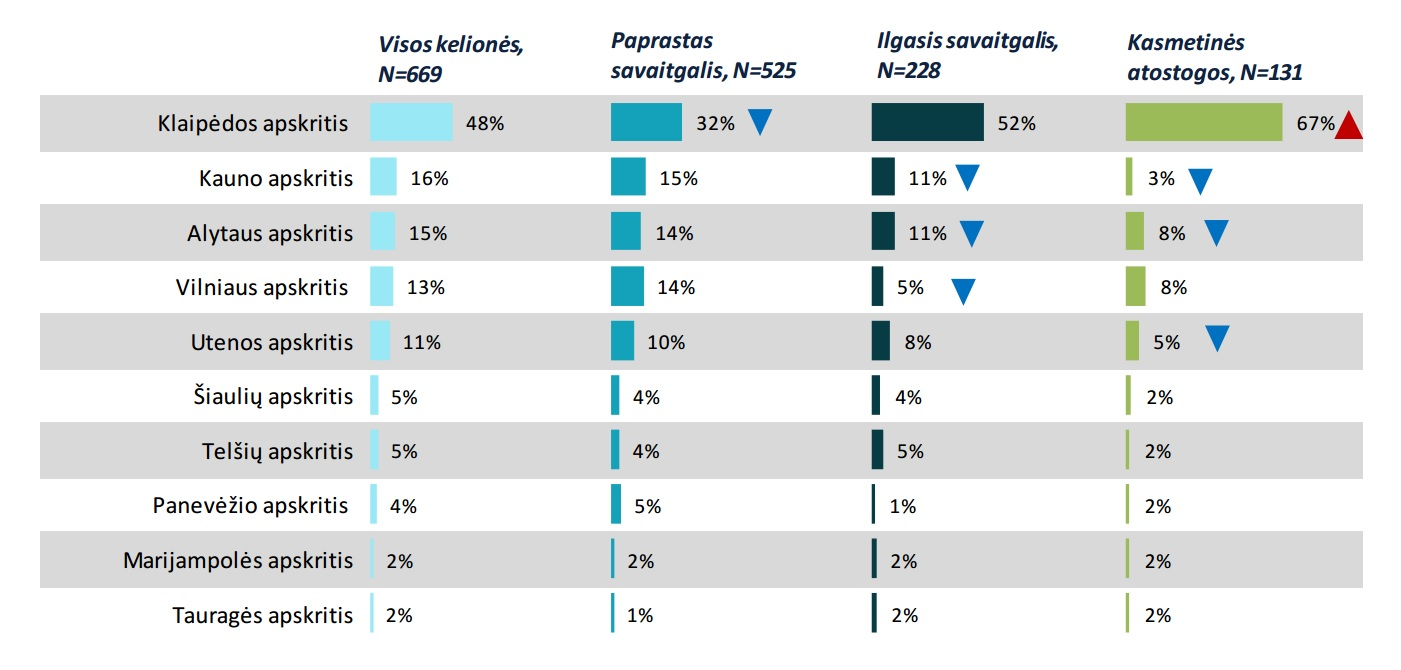 Visos kelionės,
N=669
Paprastas
savaitgalis, N=525
Ilgasis savaitgalis,
N=228
Kasmetinės
atostogos, N=131
Klaipėdos apskritis 48% 32% 52% 67%
Kauno apskritis 16% 15% 11% 3%
Alytaus apskritis 15% 14% 11% 8%
Vilniaus apskritis 13% 14% 5% 8%
Utenos apskritis 11% 10% 8% 5%
Šiaulių apskritis 5% 4% 4% 2%
Telšių apskritis 5% 4% 5% 2%
Panevėžio apskritis 4% 5% 1% 2%
Marijampolės apskritis 2% 2% 2% 2%
Tauragės apskritis 2% 1% 2% 2%